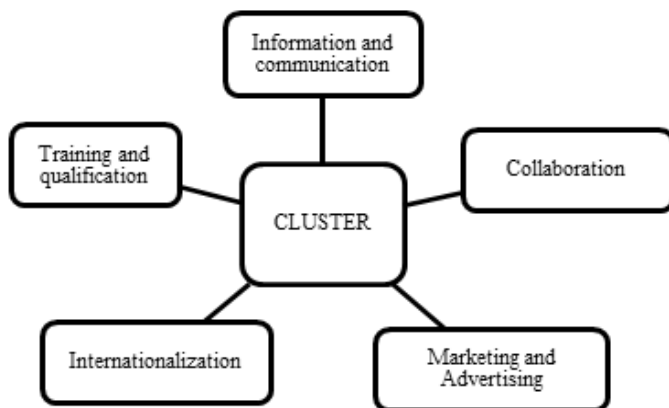 Information and
communication
Training and
qualification
Collaboration
CLUSTER
Internationalization
Marketing and
Advertising